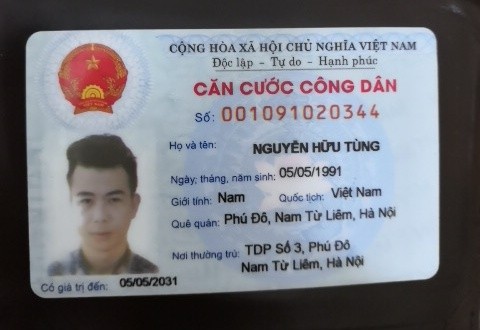 CỘNG HÒA XÃ HỘI CHỦ NGHĨA VIỆT NAM
Độc lập - Tự do - Hạnh phúc
CĂN CƯỚC CÔNG DÂN
Số: 001091020344
Họ và tên: NGUYỄN HỮU TÙNG
Ngày, tháng, năm sinh: 05/05/1991
Giới tính: Nam Quốc tịch: Việt Nam
Quê quán: Phú Đô, Nam Từ Liêm, Hà Nội
Nơi thường trú: TDP Số 3, Phú Đô
Nam Từ Liêm, Hà Nội
Có giá trị đến: 05/05/2031